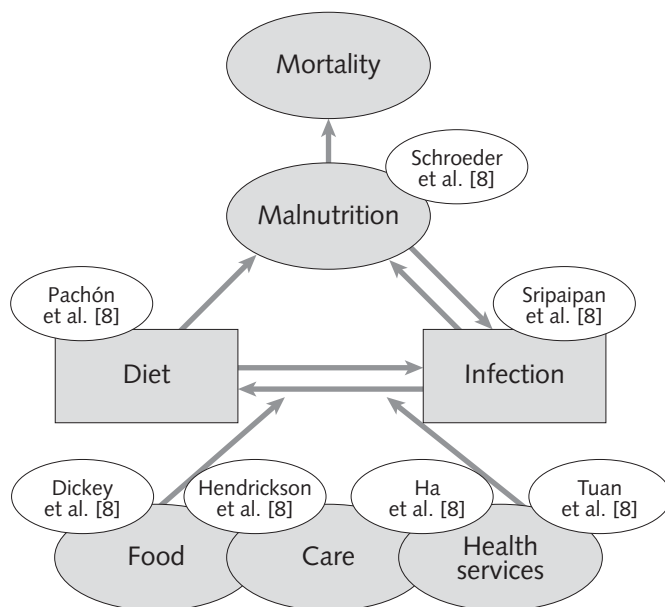 Mortality
Schroeder
et al. [8]
Malnutrition
Pachón
et al. [8]
Sripaipan
et al. [8]
Diet
Infection
Dickey
et al. [8]
Hendrickson
et al. [8]
Ha
et al. [8]
Tuan
et al. [8]
Food
Care
Health
services